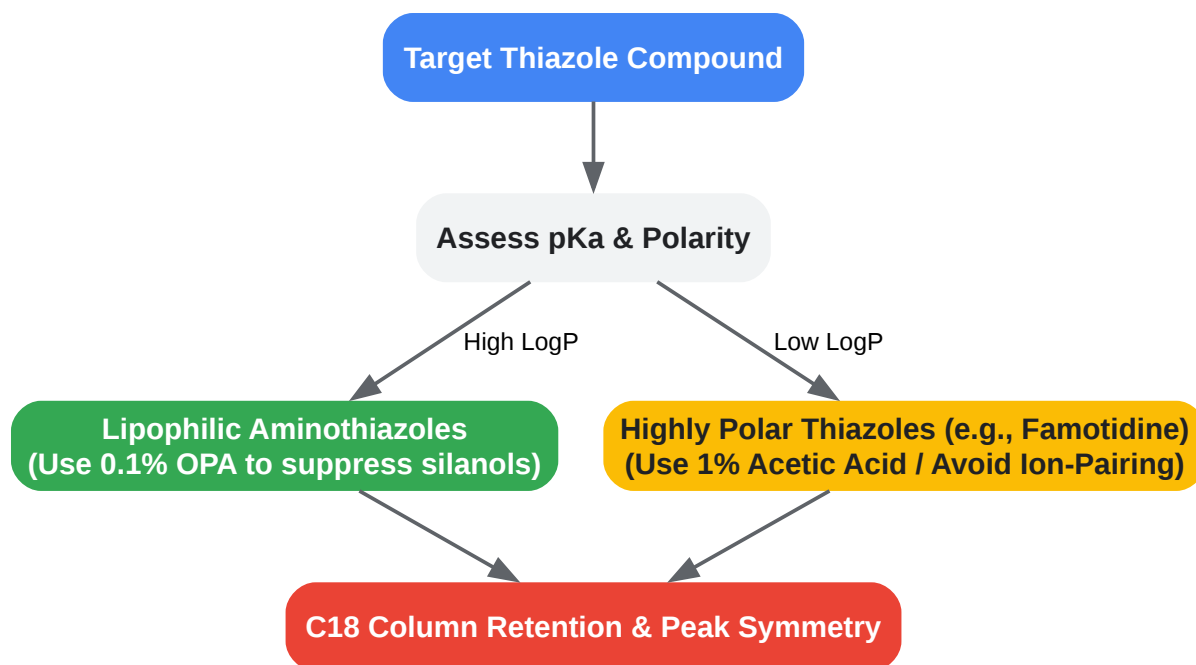 Target Thiazole Compound
Assess pKa & Polarity
High LogP
Low LogP
Lipophilic Aminothiazoles
(Use 0.1% OPA to suppress silanols)
Highly Polar Thiazoles (e.g., Famotidine)
(Use 1% Acetic Acid / Avoid Ion-Pairing)
C18 Column Retention & Peak Symmetry